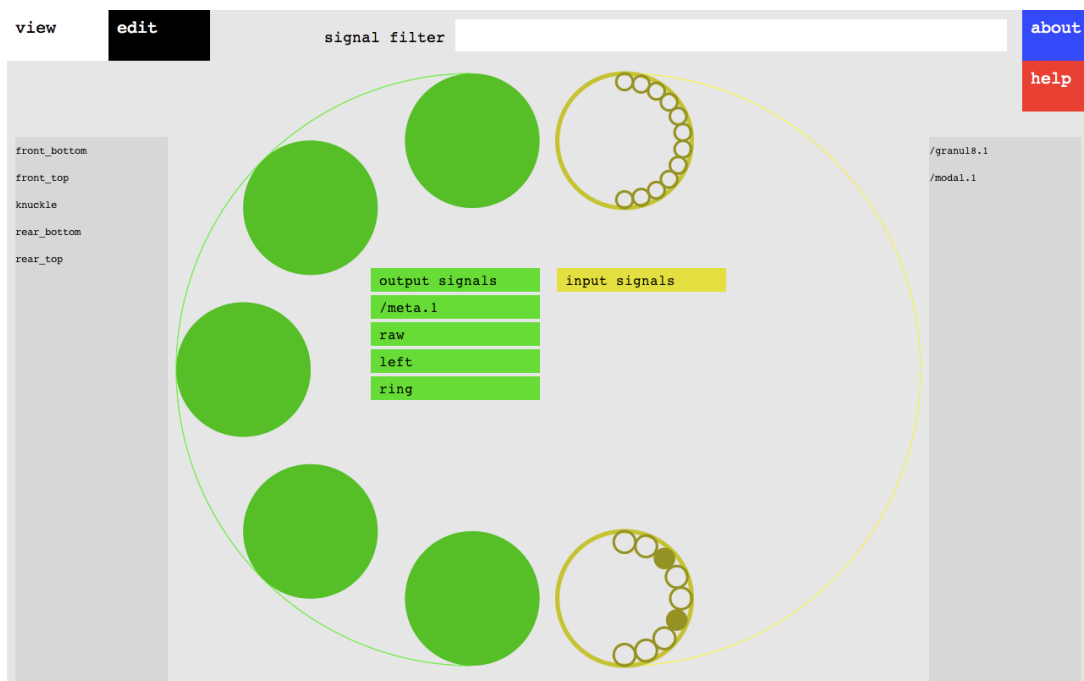 view
edit
signal filter
about
help
front_bottom
front_top
knuckle
rear_bottom
rear_top
output signals
/meta.1
raw
left
ring
input signals
/granul8.1
/modal.1